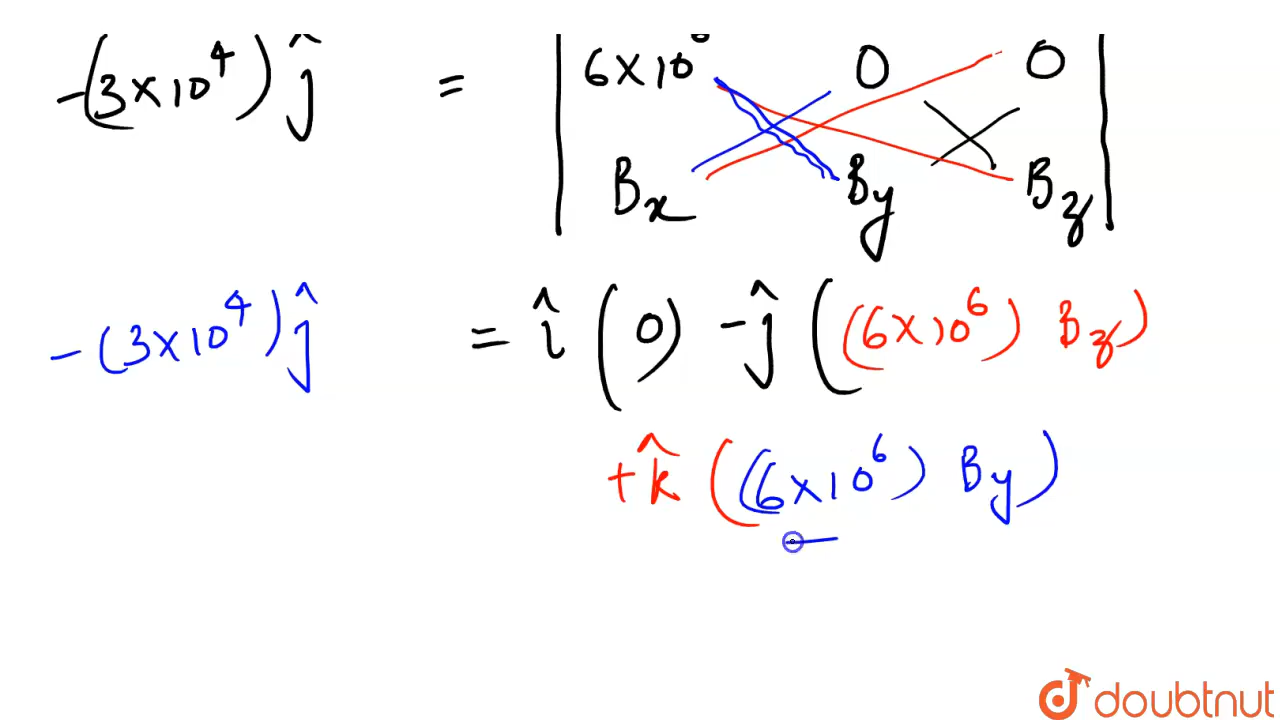 -(3×10⁴)ĵ = | 6×10⁶ 0 0 |
| Bx By Bz |
-(3×10⁴)ĵ = î(0) -ĵ((6×10⁶) Bz)
+k̂((6×10⁶) By)
doubtnut